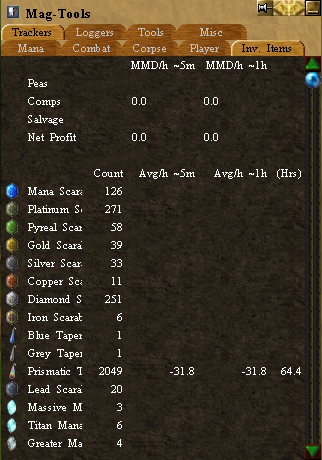 Mag-Tools
Trackers Loggers Tools Misc
Mana Combat Corpse Player Inv. Items
MMD/h ~5m MMD/h ~1h
Peas
Comps 0.0 0.0
Salvage
Net Profit 0.0 0.0
Count Avg/h ~5m Avg/h ~1h (Hrs)
Mana Scara 126
Platinum Sc 271
Pyreal Scar 58
Gold Scaral 39
Silver Scar 33
Copper Sca 11
Diamond S 251
Iron Scarab 6
Blue Taper 1
Grey Taper 1
Prismatic T 2049 -31.8 -31.8 64.4
Lead Scara 20
Massive M 3
Titan Mana 6
Greater Ma 4